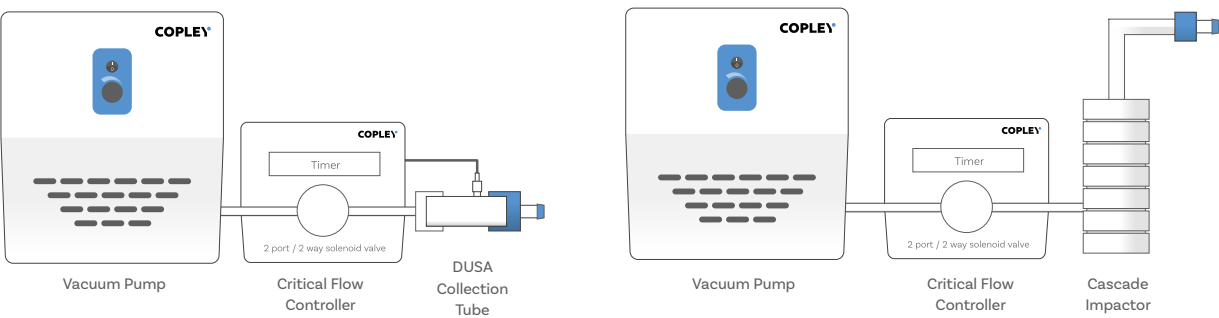 COPLEY
COPLEY
Timer
2 port / 2 way solenoid valve
Vacuum Pump
Critical Flow
Controller
DUSA
Collection
Tube
COPLEY
COPLEY
Timer
2 port / 2 way solenoid valve
Vacuum Pump
Critical Flow
Controller
Cascade
Impactor